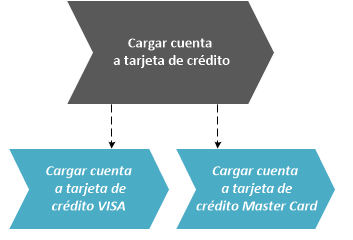 Cargar cuenta
a tarjeta de crédito
Cargar cuenta
a tarjeta de
crédito VISA
Cargar cuenta
a tarjeta de
crédito Master Card